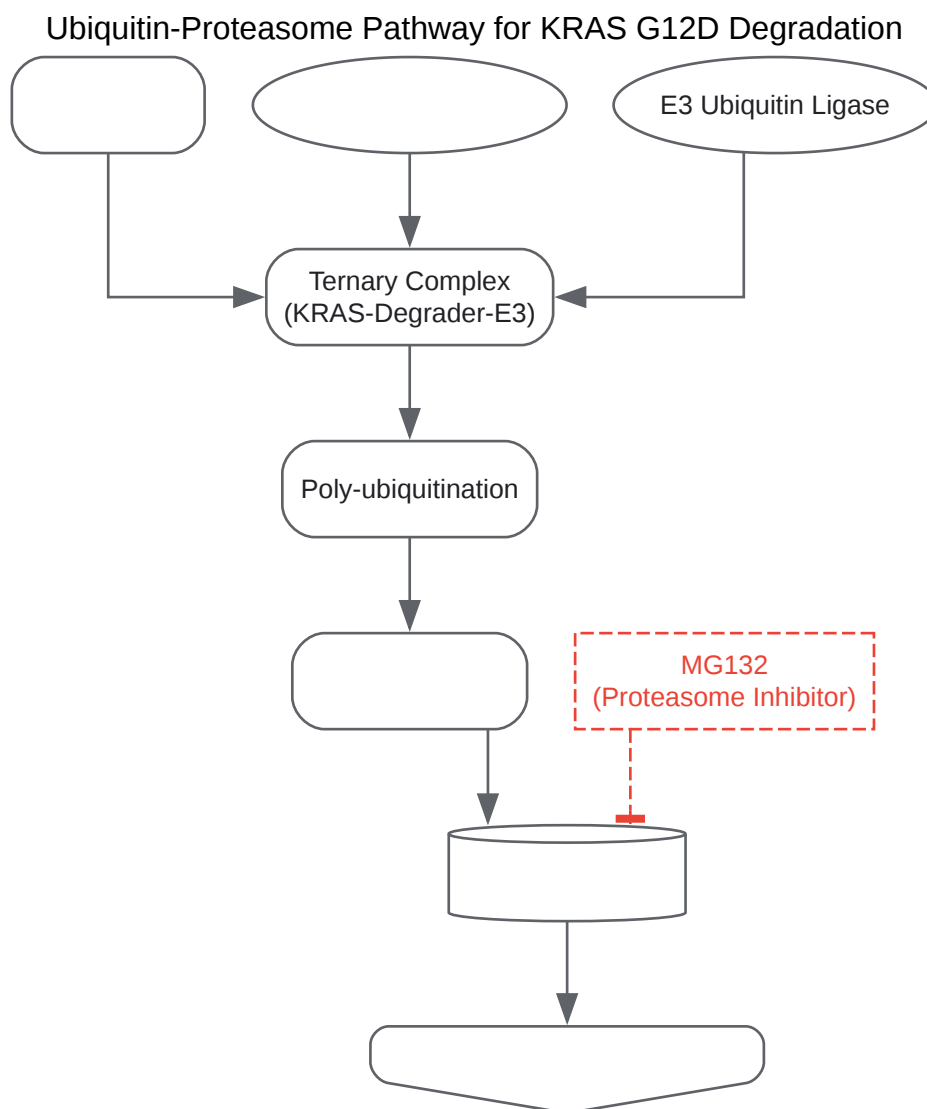 Ubiquitin-Proteasome Pathway for KRAS G12D Degradation
E3 Ubiquitin Ligase
Ternary Complex
(KRAS-Degrader-E3)
Poly-ubiquitination
MG132
(Proteasome Inhibitor)